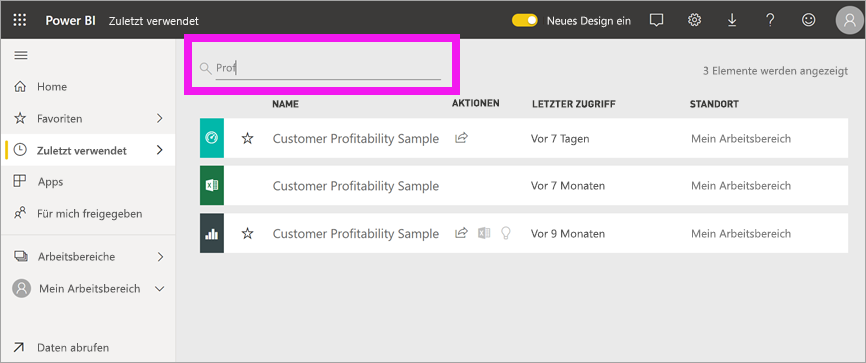 Power BI Zuletzt verwendet Neues Design ein
Prof
3 Elemente werden angezeigt
NAME AKTIONEN LETZTER ZUGRIFF STANDORT
Home
Favoriten
Zuletzt verwendet
Apps
Für mich freigegeben
Arbeitsbereiche
Mein Arbeitsbereich
Daten abrufen
Customer Profitability Sample Vor 7 Tagen Mein Arbeitsbereich
Customer Profitability Sample Vor 7 Monaten Mein Arbeitsbereich
Customer Profitability Sample Vor 9 Monaten Mein Arbeitsbereich